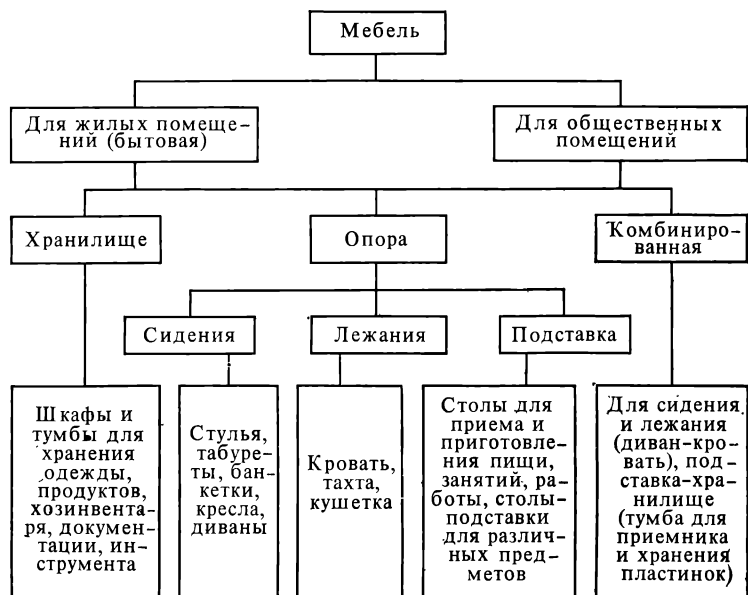 Мебель
Для жилых помеще-
ний (бытовая)
Для общественных
помещений
Хранилище
Опора
Комбиниро-
ванная
Сидения
Лежания
Подставка
Шкафы и
тумбы для
хранения
одежды,
продуктов,
хозинвента-
ря, докумен-
тации, ин-
струмента
Стулья,
табуре-
ты, бан-
кетки,
кресла,
диваны
Кровать,
тахта,
кушетка
Столы для
приема и
приготовле-
ния пищи,
занятий, ра-
боты, столы-
подставки
для различ-
ных пред-
метов
Для сидения
и лежания
(диван-кро-
вать), под-
ставка-хра-
нилище
(тумба для
приемника
и хранения
пластинок)